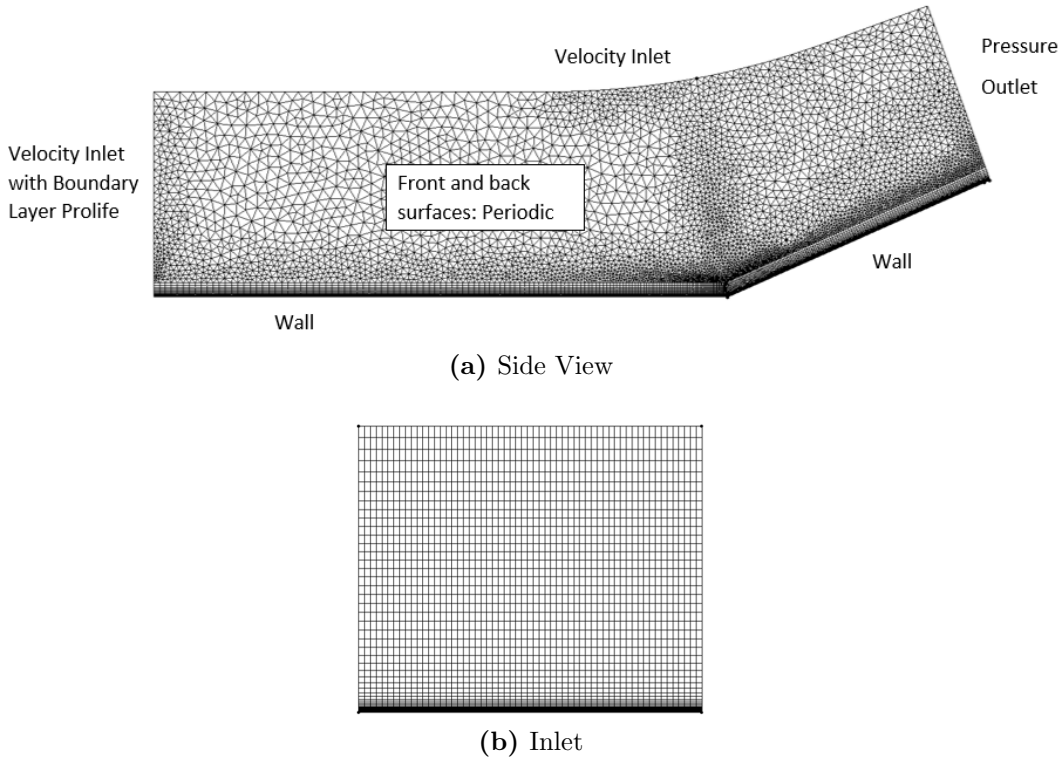 Velocity Inlet
Pressure
Outlet
Velocity Inlet
with Boundary
Layer Prolife
Front and back
surfaces: Periodic
Wall
Wall
(a) Side View
(b) Inlet